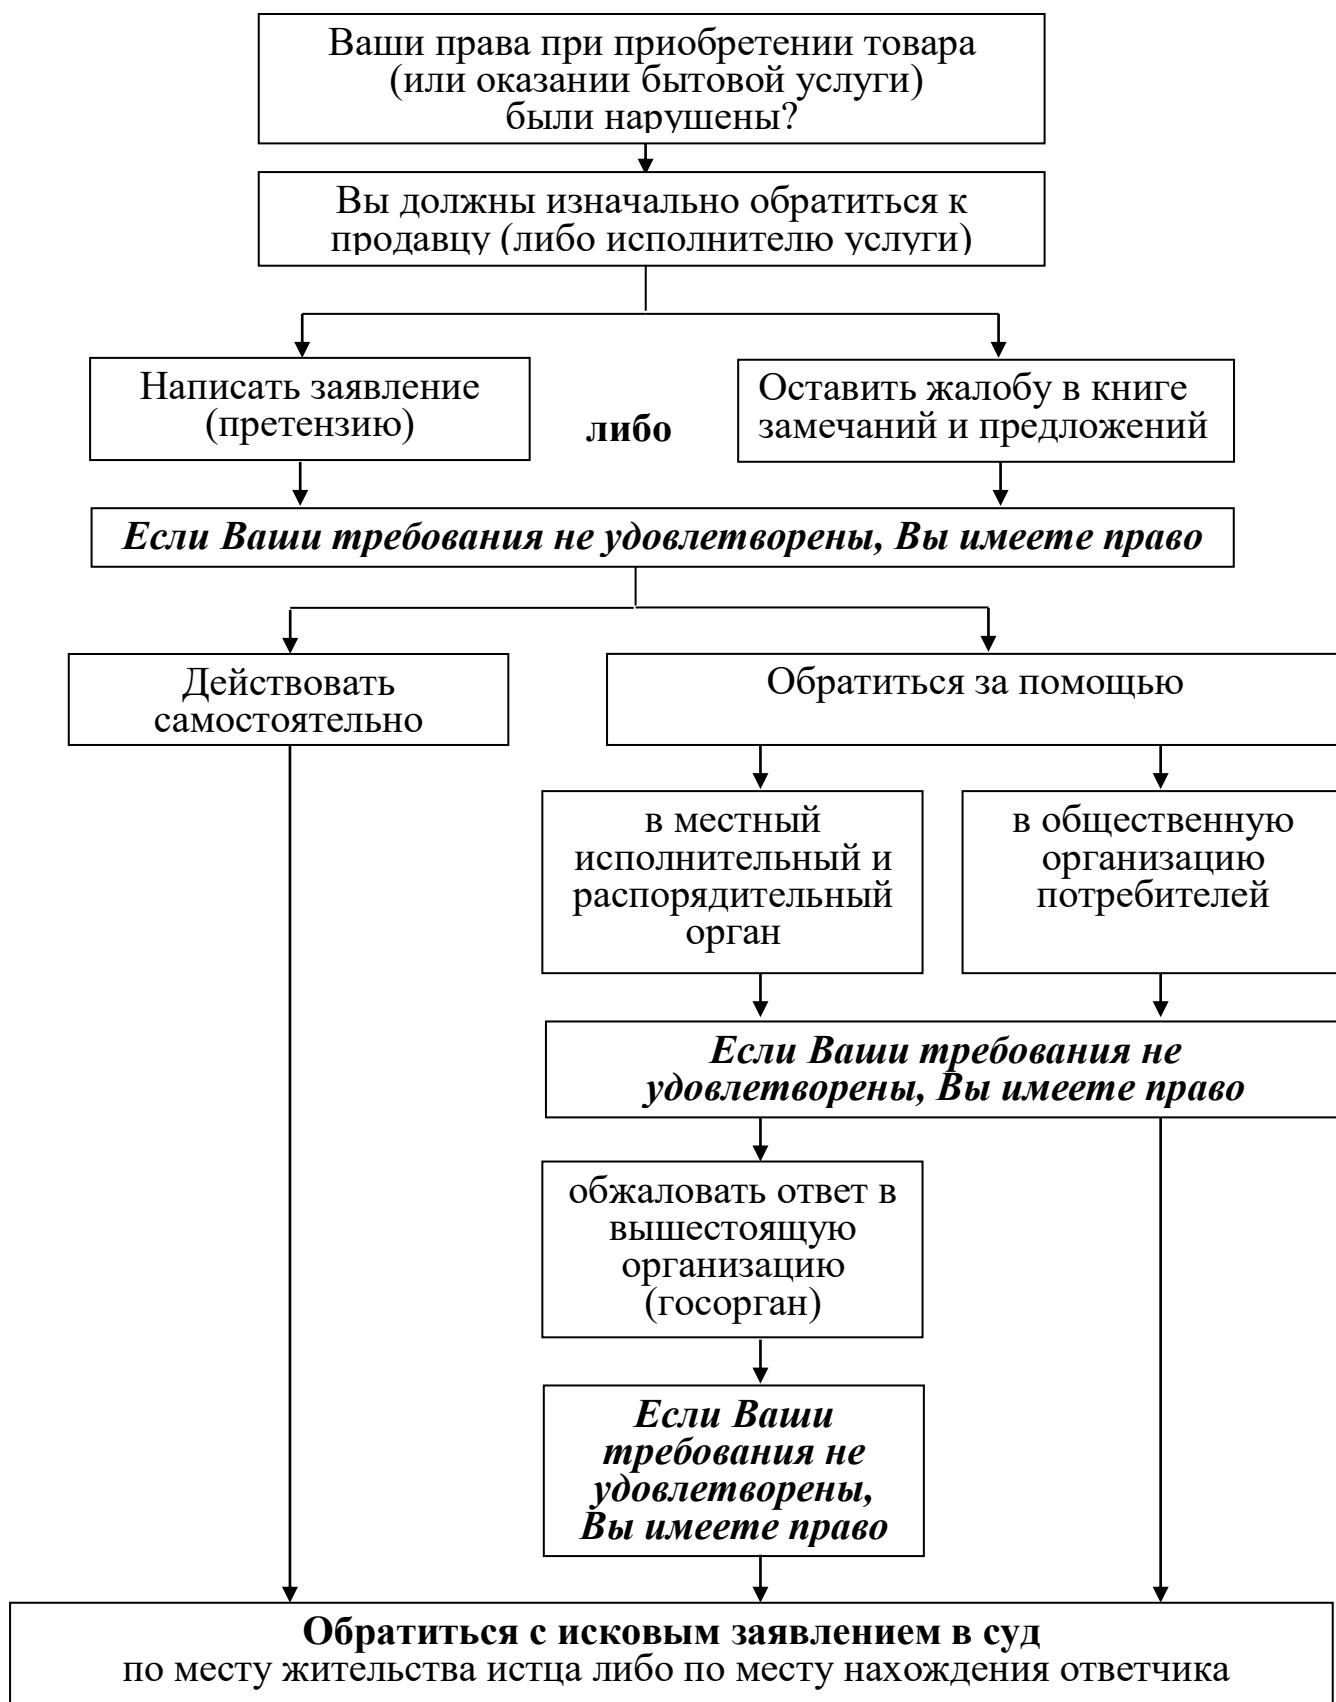 Ваши права при приобретении товара
(или оказании бытовой услуги)
были нарушены?
Вы должны изначально обратиться к
продавцу (либо исполнителю услуги)
Написать заявление
(претензию)
либо
Оставить жалобу в книге
замечаний и предложений
Если Ваши требования не удовлетворены, Вы имеете право
Действовать
самостоятельно
Обратиться за помощью
в местный
исполнительный и
распорядительный
орган
в общественную
организацию
потребителей
Если Ваши требования не
удовлетворены, Вы имеете право
обжаловать ответ в
вышестоящую
организацию
(госорган)
Если Ваши
требования не
удовлетворены,
Вы имеете право
Обратиться с исковым заявлением в суд
по месту жительства истца либо по месту нахождения ответчика